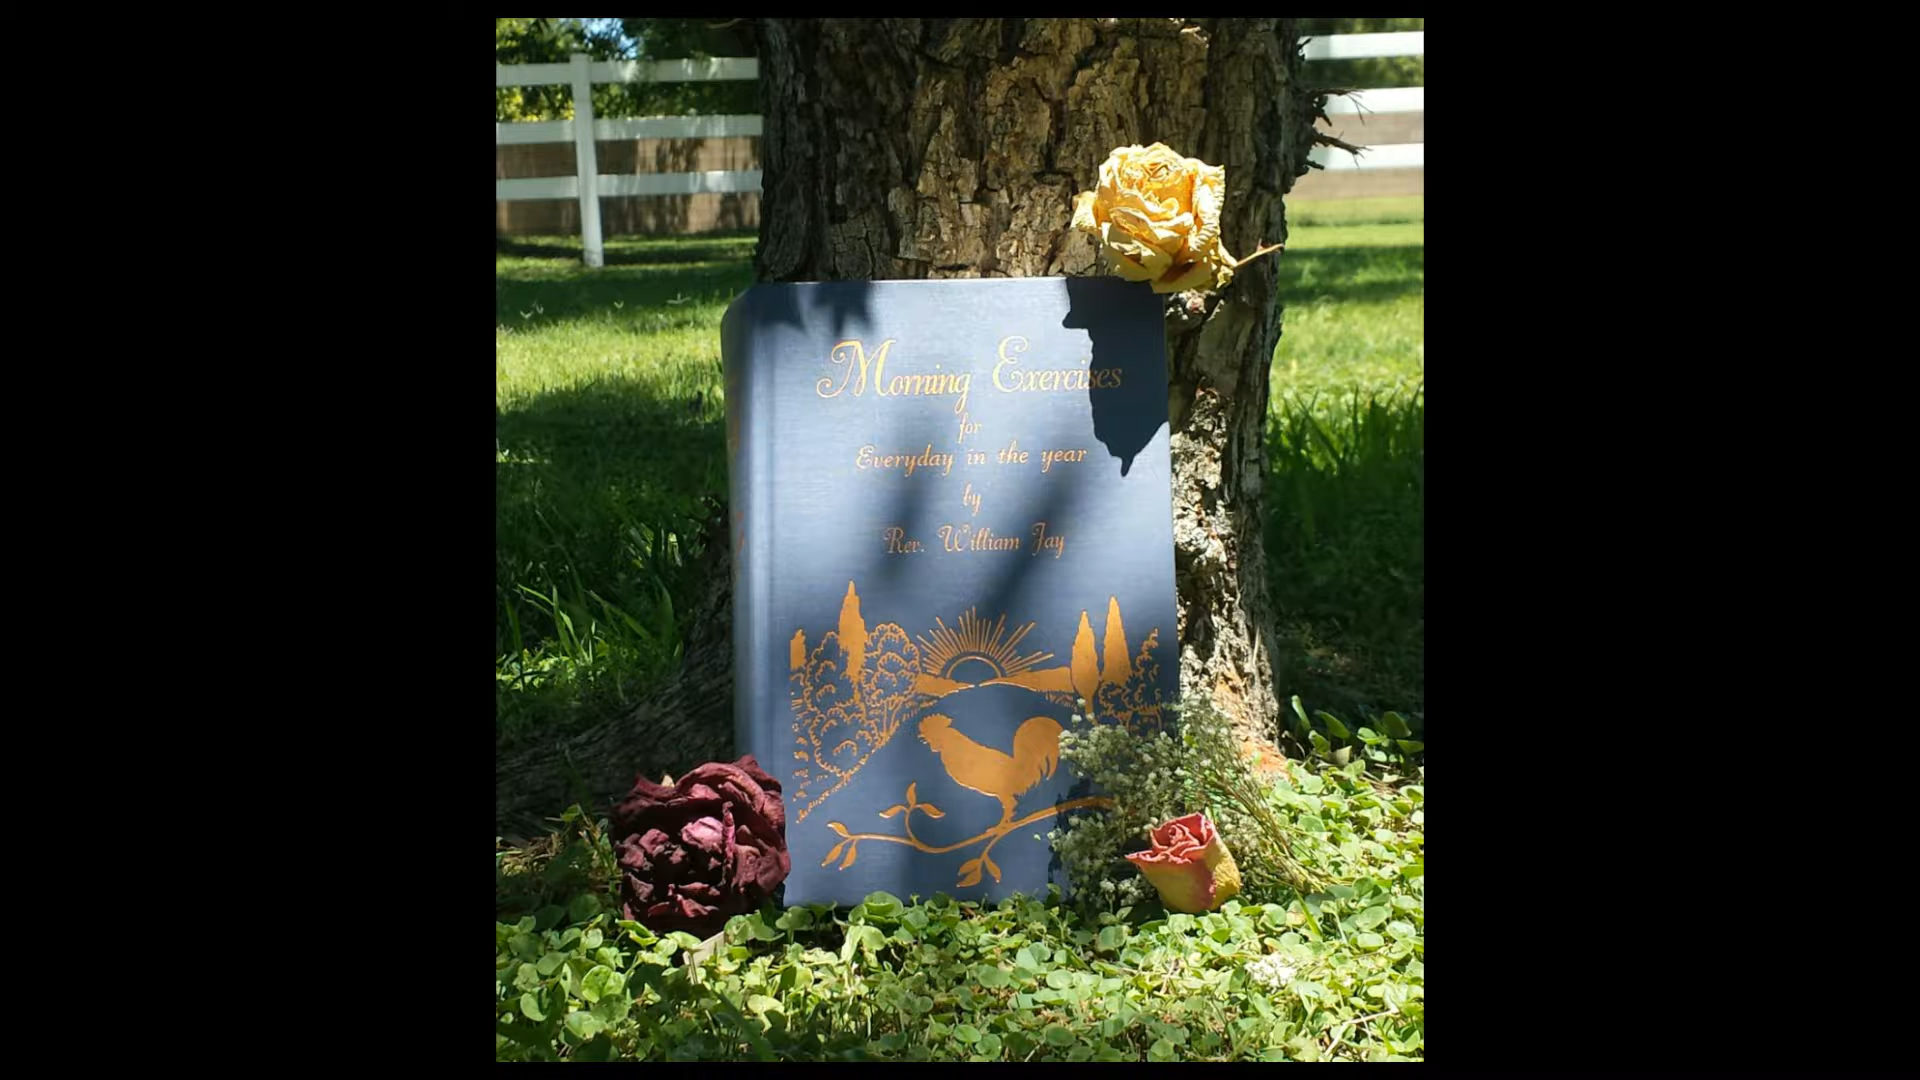 Morning Exercises
for
Everyday in the year
by
Rev. William Jay